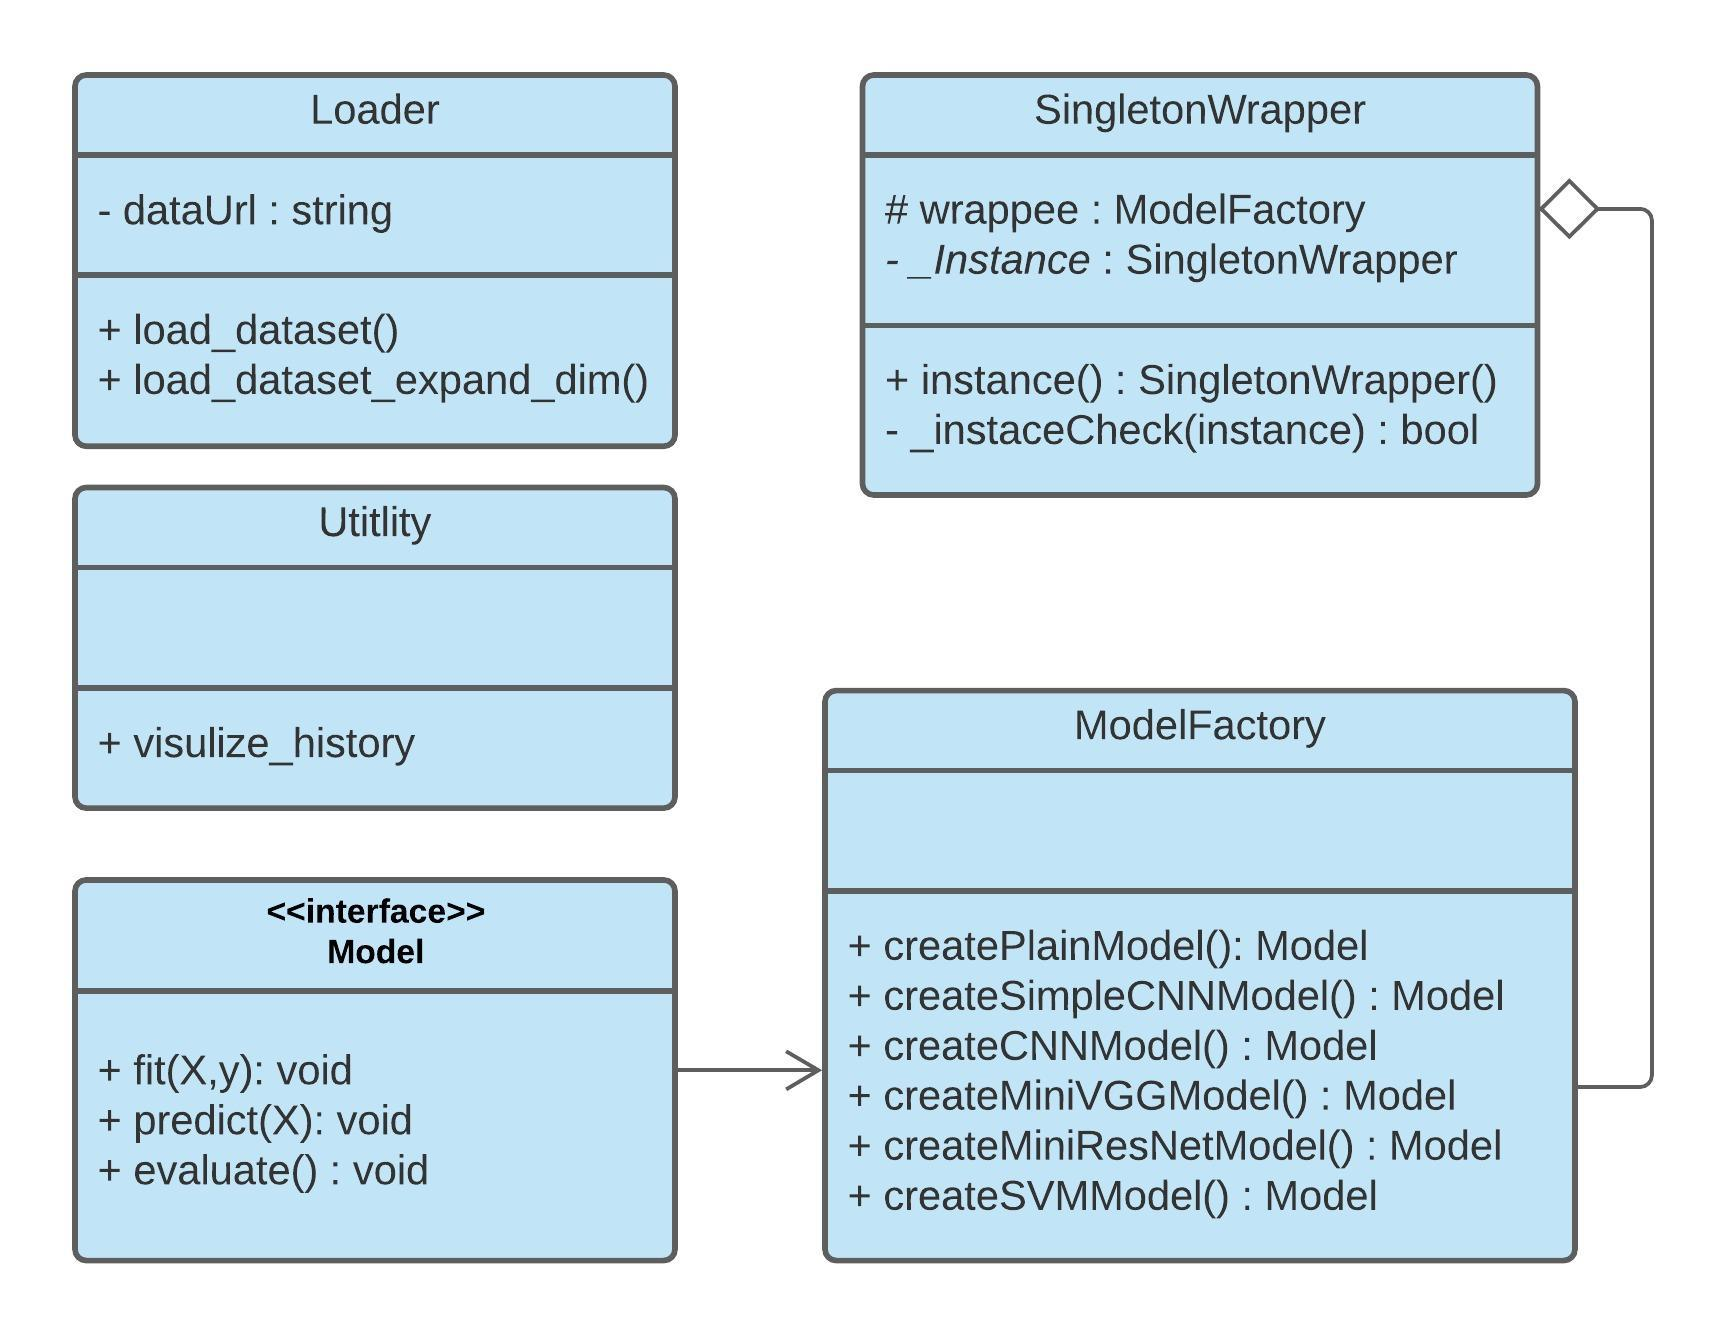 Loader
- dataUrl : string
+ load_dataset()
+ load_dataset_expand_dim()
SingletonWrapper
# wrappee : ModelFactory
- _Instance : SingletonWrapper
+ instance() : SingletonWrapper()
- _instaceCheck(instance) : bool
Utitlity
+ visulize_history
<<interface>>
Model
+ fit(X,y): void
+ predict(X): void
+ evaluate() : void
ModelFactory
+ createPlainModel(): Model
+ createSimpleCNNModel() : Model
+ createCNNModel() : Model
+ createMiniVGGModel() : Model
+ createMiniResNetModel() : Model
+ createSVMModel() : Model